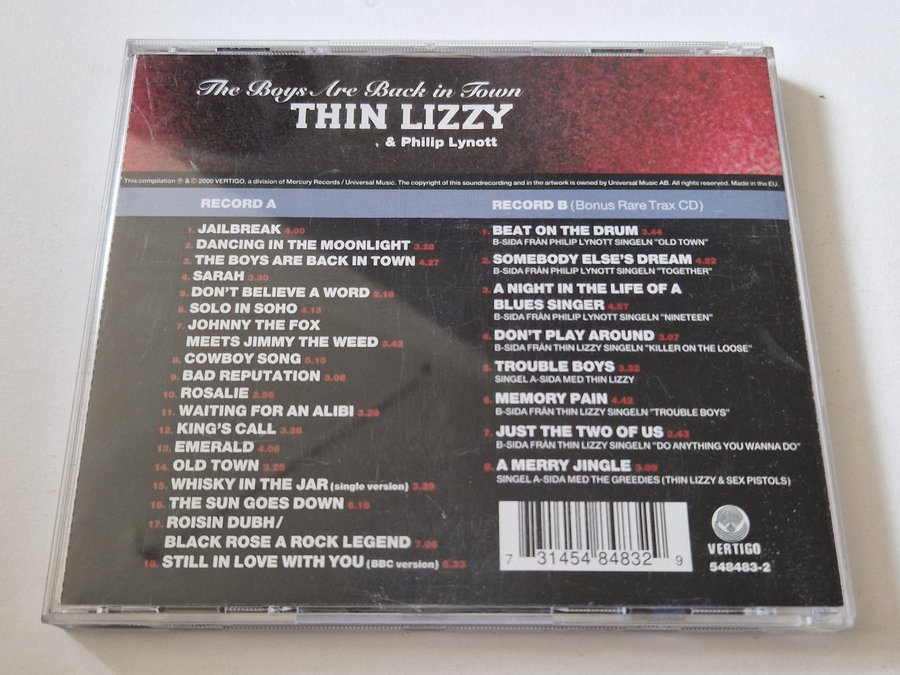 The Boys Are Back in Town
THIN LIZZY
& Philip Lynott
This compilation ℗ & © 2000 VERTIGO, a division of Mercury Records / Universal Music. The copyright of this soundrecording and in the artwork is owned by Universal Music AB. All rights reserved. Made in the EU.
RECORD A
1. JAILBREAK 4.00
2. DANCING IN THE MOONLIGHT 3.28
3. THE BOYS ARE BACK IN TOWN 4.27
4. SARAH 3.30
5. DON'T BELIEVE A WORD 2.18
6. SOLO IN SOHO 4.13
7. JOHNNY THE FOX
MEETS JIMMY THE WEED 3.42
8. COWBOY SONG 5.15
9. BAD REPUTATION 3.08
10. ROSALIE 2.56
11. WAITING FOR AN ALIBI 3.29
12. KING'S CALL 3.38
13. EMERALD 4.06
14. OLD TOWN 3.25
15. WHISKY IN THE JAR (single version) 3.39
16. THE SUN GOES DOWN 6.18
17. ROISIN DUBH/
BLACK ROSE A ROCK LEGEND 7.06
18. STILL IN LOVE WITH YOU (BBC version) 5.33
RECORD B (Bonus Rare Trax CD)
1. BEAT ON THE DRUM 3.44
B-SIDA FRÅN PHILIP LYNOTT SINGELN "OLD TOWN"
2. SOMEBODY ELSE'S DREAM 4.22
B-SIDA FRÅN PHILIP LYNOTT SINGELN "TOGETHER"
3. A NIGHT IN THE LIFE OF A
BLUES SINGER 4.57
B-SIDA FRÅN PHILIP LYNOTT SINGELN "NINETEEN"
4. DON'T PLAY AROUND 3.07
B-SIDA FRÅN THIN LIZZY SINGELN "KILLER ON THE LOOSE"
5. TROUBLE BOYS 3.32
SINGEL A-SIDA MED THIN LIZZY
6. MEMORY PAIN 4.42
B-SIDA FRÅN THIN LIZZY SINGELN "TROUBLE BOYS"
7. JUST THE TWO OF US 2.43
B-SIDA FRÅN THIN LIZZY SINGELN "DO ANYTHING YOU WANNA DO"
8. A MERRY JINGLE 3.09
SINGEL A-SIDA MED THE GREEDIES (THIN LIZZY & SEX PISTOLS)
7 31454 84832 9
VERTIGO
548483-2